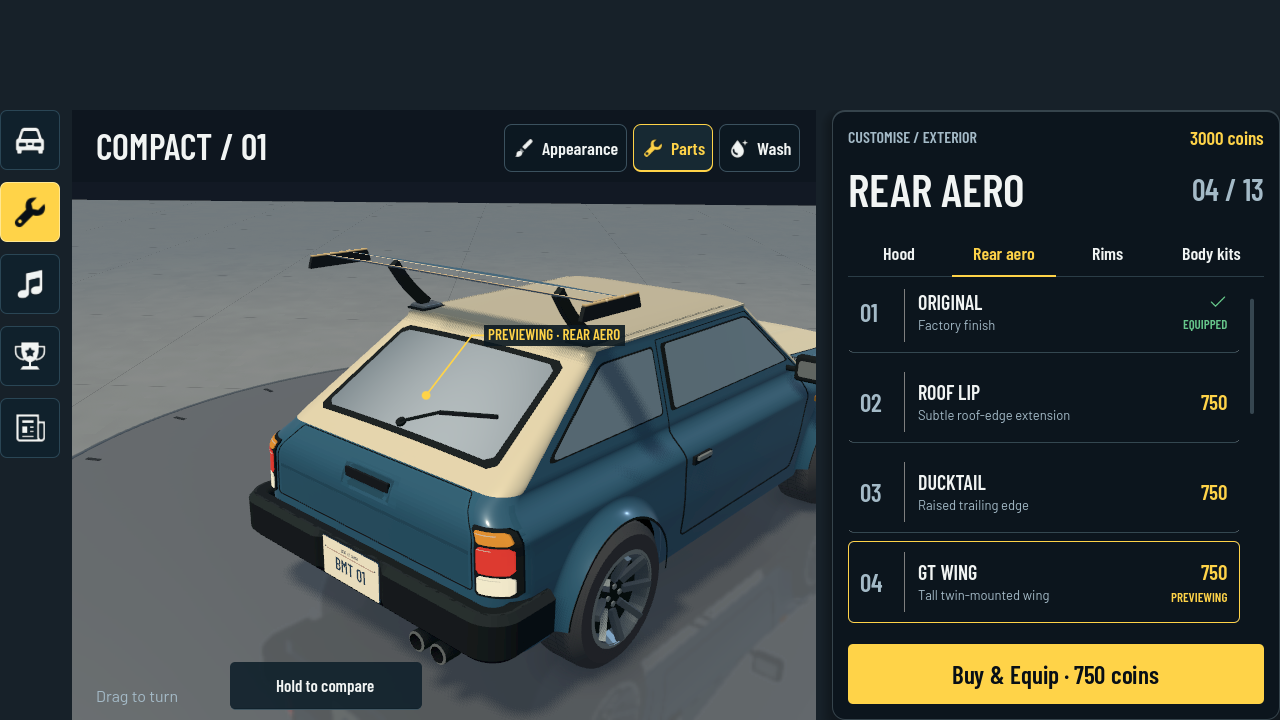 COMPACT / 01
Appearance
Parts
Wash
PREVIEWING · REAR AERO
BMT 01
Drag to turn
Hold to compare
CUSTOMISE / EXTERIOR
3000 coins
REAR AERO
04 / 13
Hood
Rear aero
Rims
Body kits
01
ORIGINAL
Factory finish
EQUIPPED
02
ROOF LIP
Subtle roof-edge extension
750
03
DUCKTAIL
Raised trailing edge
750
04
GT WING
Tall twin-mounted wing
750
PREVIEWING
Buy & Equip · 750 coins